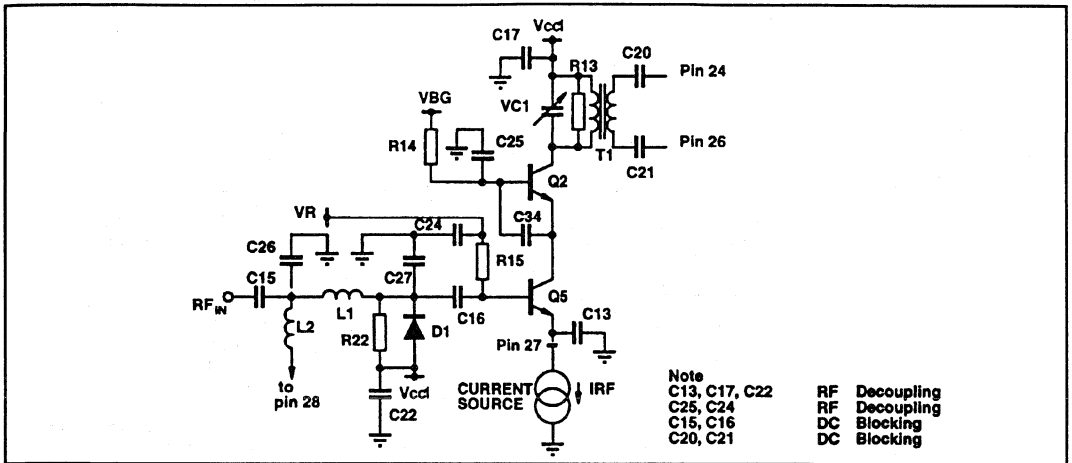 Vccl
C17
C20
R13
Pin 24
VC1
VBG
C25
R14
Pin 26
T1
C21
Q2
VR
C24
C34
C26
R15
C15
C27
RF IN
L1
C16
Q5
C13
L2
R22
D1
Pin 27
to
pin 28
Vccl
C22
CURRENT
SOURCE
IRF
Note
C13, C17, C22 RF Decoupling
C25, C24 RF Decoupling
C15, C16 DC Blocking
C20, C21 DC Blocking